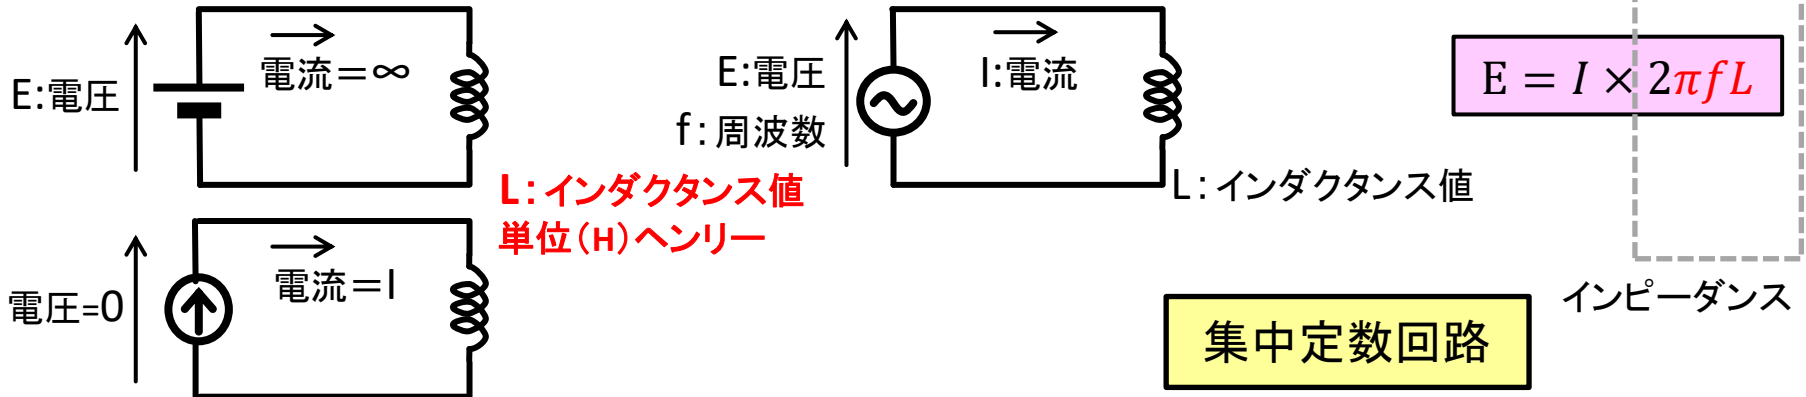 E:電圧
電流=∞
L:インダクタンス値
単位(H)ヘンリー
電圧=0
電流=I
E:電圧
f:周波数
I:電流
L:インダクタンス値
E = I × 2πfL
インピーダンス
集中定数回路